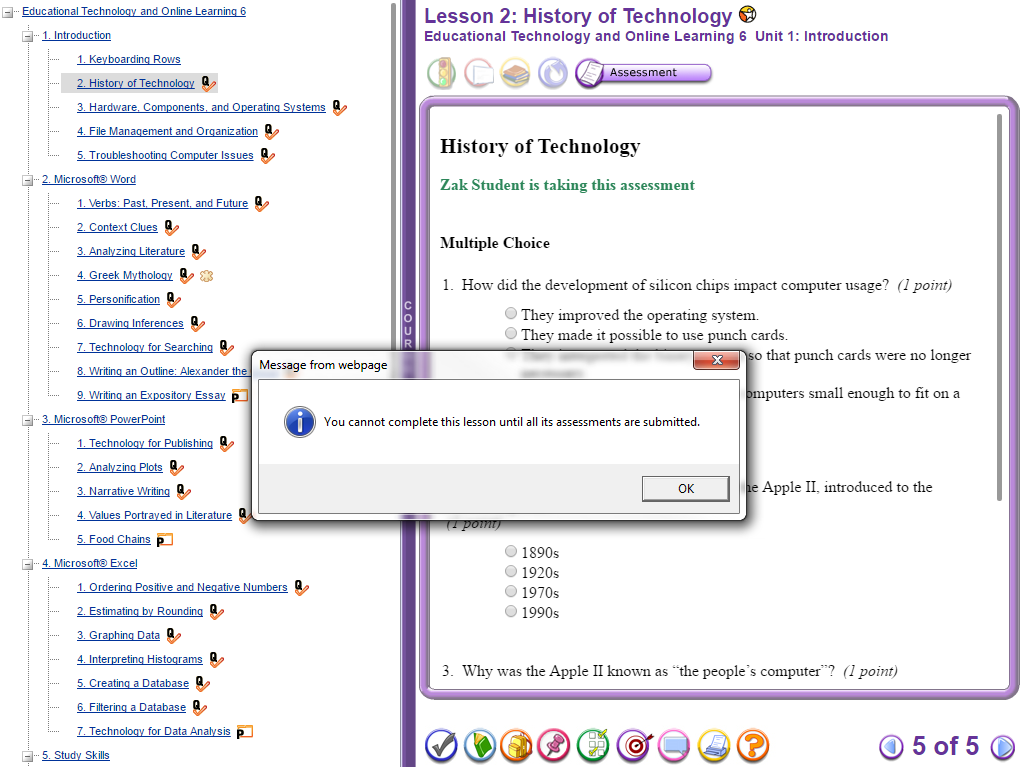 Educational Technology and Online Learning 6
1. Introduction
1. Keyboarding Rows
2. History of Technology
3. Hardware, Components, and Operating Systems
4. File Management and Organization
5. Troubleshooting Computer Issues
2. Microsoft® Word
1. Verbs: Past, Present, and Future
2. Context Clues
3. Analyzing Literature
4. Greek Mythology
5. Personification
6. Drawing Inferences
7. Technology for Searching
8. Writing an Outline: Alexander the
9. Writing an Expository Essay
3. Microsoft® PowerPoint
1. Technology for Publishing
2. Analyzing Plots
3. Narrative Writing
4. Values Portrayed in Literature
5. Food Chains
4. Microsoft® Excel
1. Ordering Positive and Negative Numbers
2. Estimating by Rounding
3. Graphing Data
4. Interpreting Histograms
5. Creating a Database
6. Filtering a Database
7. Technology for Data Analysis
5. Study Skills
COUR
Lesson 2: History of Technology
Educational Technology and Online Learning 6 Unit 1: Introduction
Assessment
History of Technology
Zak Student is taking this assessment
Multiple Choice
1. How did the development of silicon chips impact computer usage? (1 point)
They improved the operating system.
They made it possible to use punch cards.
so that punch cards were no longer
computers small enough to fit on a
the Apple II, introduced to the
(1 point)
1890s
1920s
1970s
1990s
3. Why was the Apple II known as “the people’s computer”? (1 point)
Message from webpage
You cannot complete this lesson until all its assessments are submitted.
OK
5 of 5